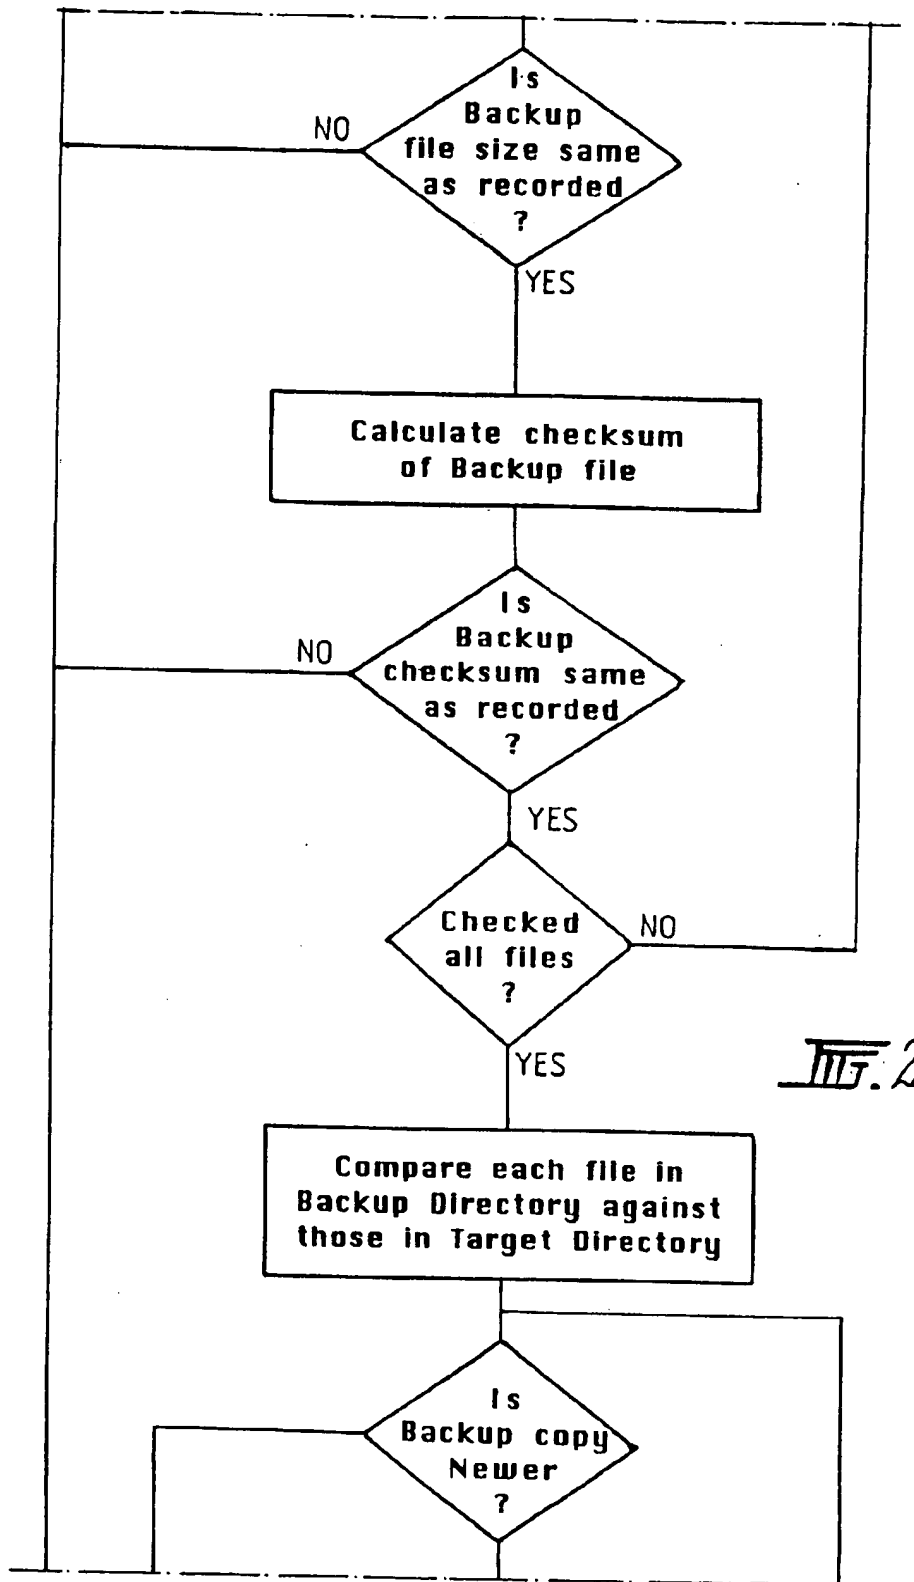 Is
Backup
file size same
as recorded
?
NO
YES
Calculate checksum
of Backup file
Is
Backup
checksum same
as recorded
?
NO
YES
Checked
all files
?
NO
YES
FIG. 2
Compare each file in
Backup Directory against
those in Target Directory
Is
Backup copy
Newer
?